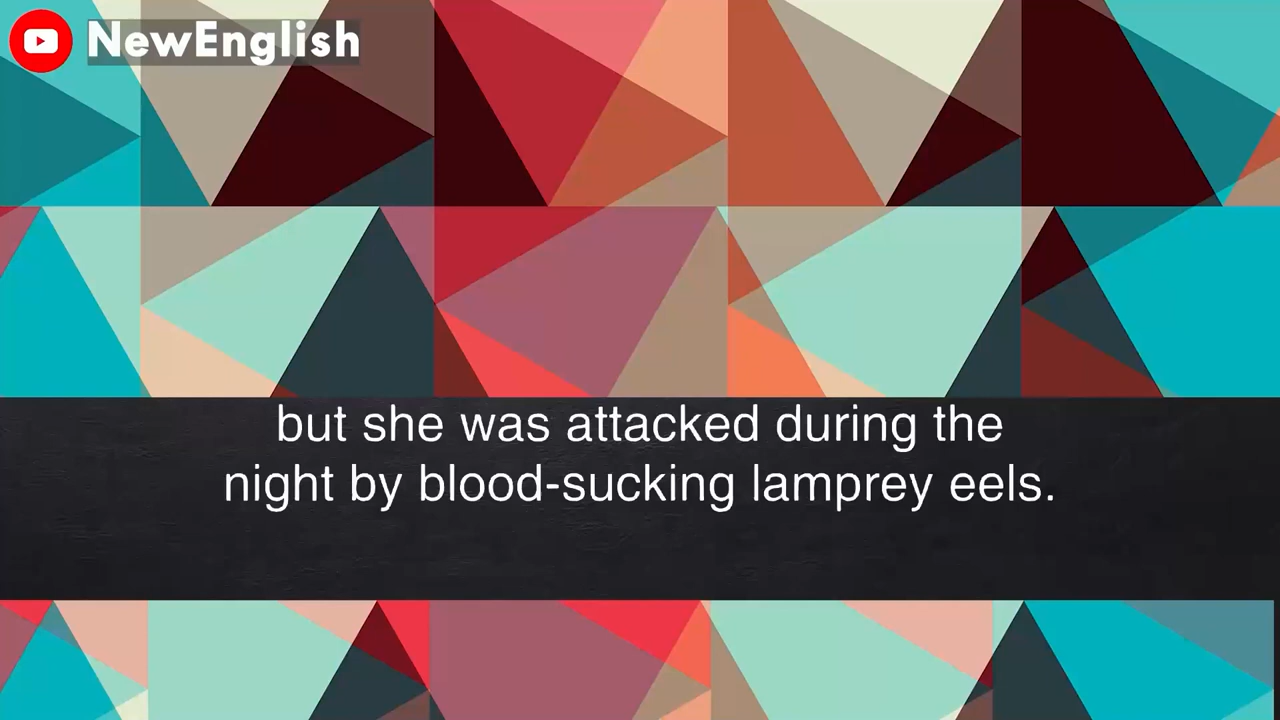 NewEnglish
but she was attacked during the
night by blood-sucking lamprey eels.